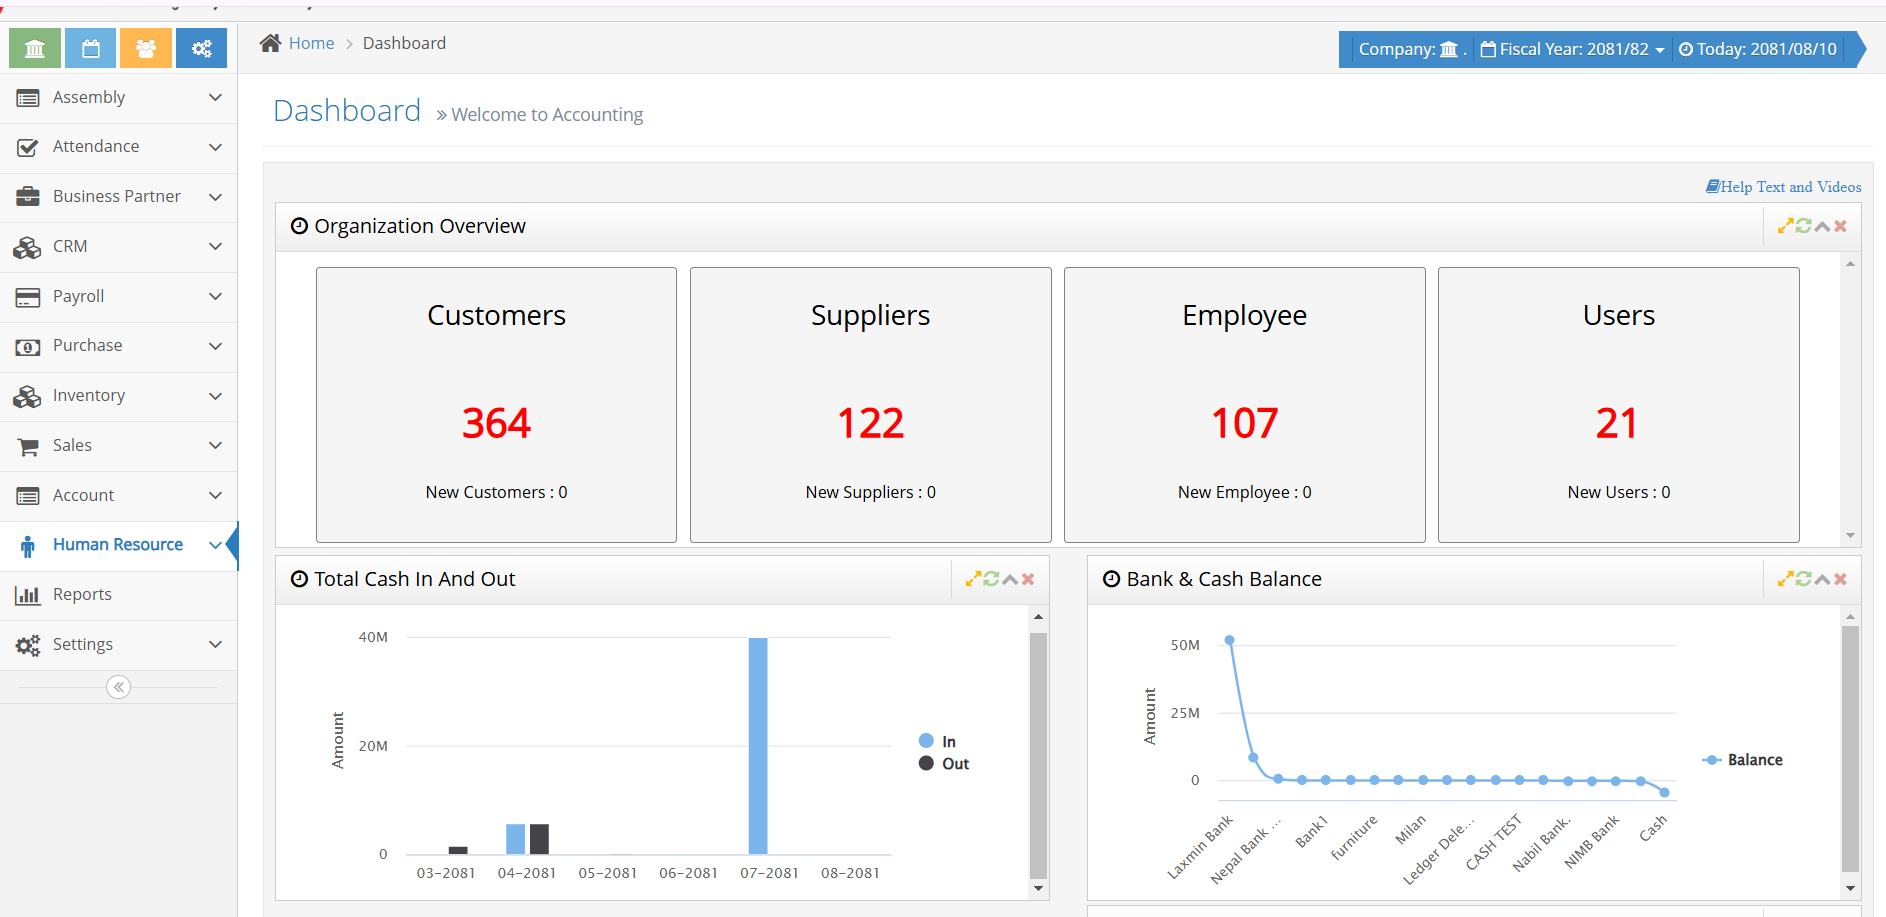 Home > Dashboard
Company: . Fiscal Year: 2081/82 Today: 2081/08/10
Assembly
Attendance
Business Partner
CRM
Payroll
Purchase
Inventory
Sales
Account
Human Resource
Reports
Settings
Dashboard » Welcome to Accounting
Help Text and Videos
Organization Overview
Customers
364
New Customers : 0
Suppliers
122
New Suppliers : 0
Employee
107
New Employee : 0
Users
21
New Users : 0
Total Cash In And Out
Amount
40M
20M
0
03-2081 04-2081 05-2081 06-2081 07-2081 08-2081
In
Out
Bank & Cash Balance
Amount
50M
25M
0
Laxmin Bank
Nepal Bank ...
Bank1
furniture
Milan
Ledger Dele...
CASH TEST
Nabil Bank.
NIMB Bank
Cash
Balance